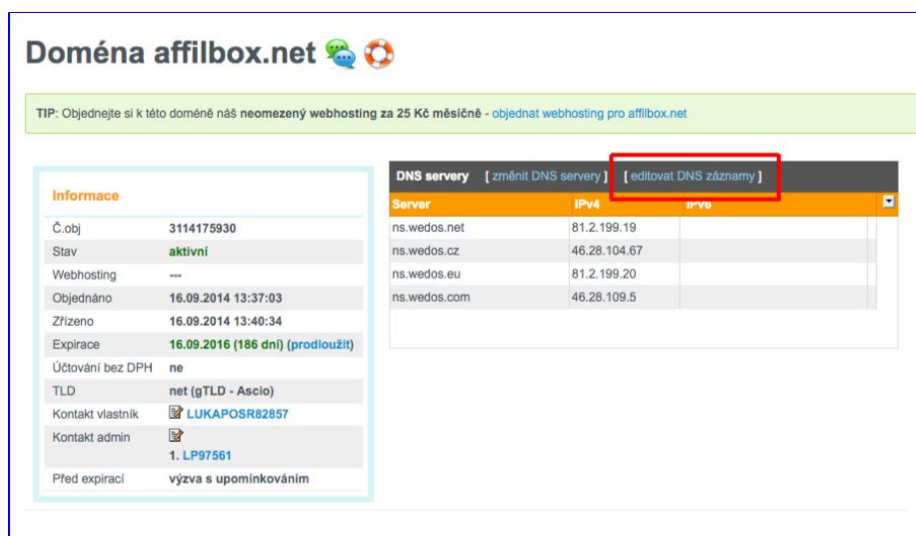 Doména affilbox.net
TIP: Objednejte si k této doméně náš neomezený webhosting za 25 Kč měsíčně - objednat webhosting pro affilbox.net
Informace
Č.obj 3114175930
Stav aktivní
Webhosting ---
Objednáno 16.09.2014 13:37:03
Zřízeno 16.09.2014 13:40:34
Expirace 16.09.2016 (186 dní) (prodloužit)
Účtování bez DPH ne
TLD net (gTLD - Ascio)
Kontakt vlastník LUKAPOSR82857
Kontakt admin
1. LP97561
Před expirací výzva s upomínkováním
DNS servery [ změnit DNS servery ] [ editovat DNS záznamy ]
Server IPv4 IPv6
ns.wedos.net 81.2.199.19
ns.wedos.cz 46.28.104.67
ns.wedos.eu 81.2.199.20
ns.wedos.com 46.28.109.5